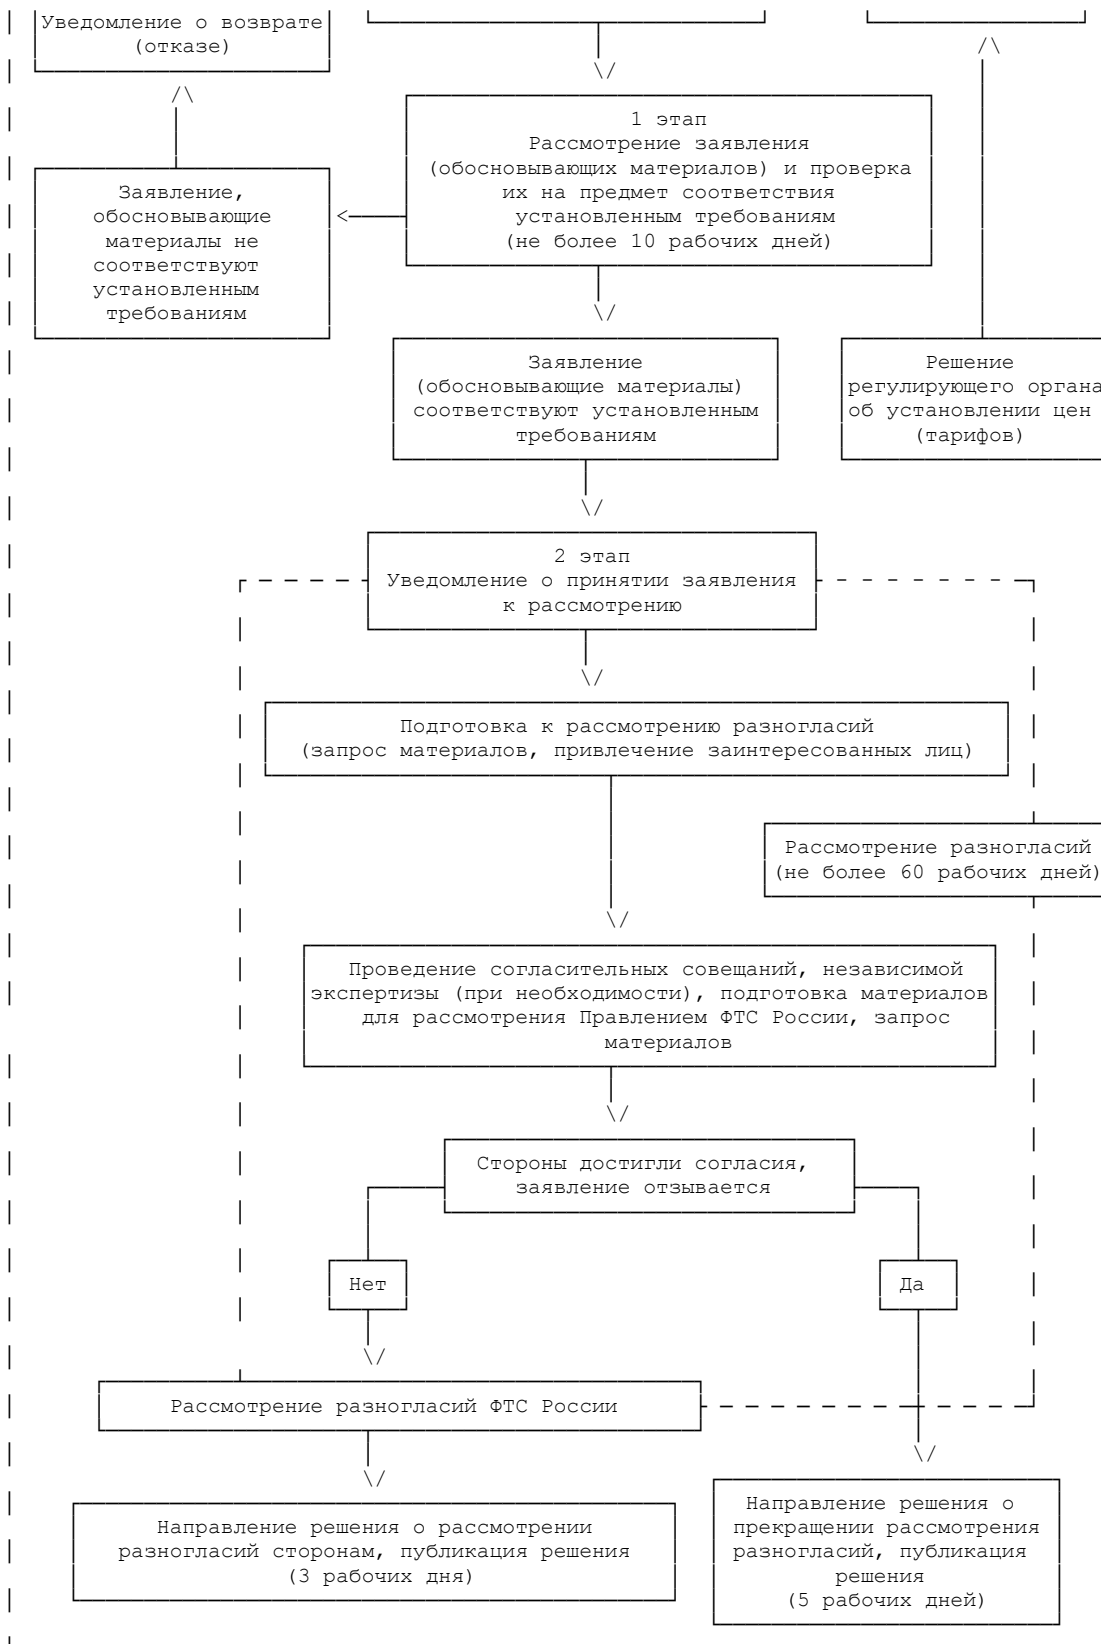 Уведомление о возврате
(отказе)
1 этап
Рассмотрение заявления
(обосновывающих материалов) и проверка
их на предмет соответствия
установленным требованиям
(не более 10 рабочих дней)
Заявление,
обосновывающие
материалы не
соответствуют
установленным
требованиям
Заявление
(обосновывающие материалы)
соответствуют установленным
требованиям
Решение
регулирующего органа
об установлении цен
(тарифов)
2 этап
Уведомление о принятии заявления
к рассмотрению
Подготовка к рассмотрению разногласий
(запрос материалов, привлечение заинтересованных лиц)
Рассмотрение разногласий
(не более 60 рабочих дней)
Проведение согласительных совещаний, независимой
экспертизы (при необходимости), подготовка материалов
для рассмотрения Правлением ФТС России, запрос
материалов
Стороны достигли согласия,
заявление отзывается
Нет
Да
Рассмотрение разногласий ФТС России
Направление решения о рассмотрении
разногласий сторонам, публикация решения
(3 рабочих дня)
Направление решения о
прекращении рассмотрения
разногласий, публикация
решения
(5 рабочих дней)